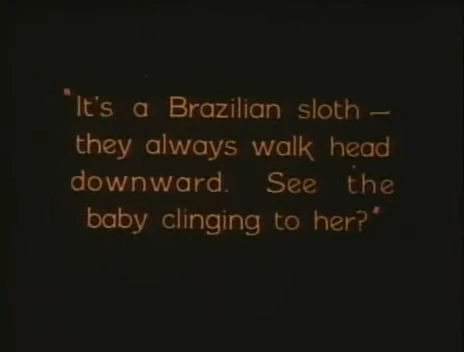 "It's a Brazilian sloth —
they always walk head
downward. See the
baby clinging to her?"